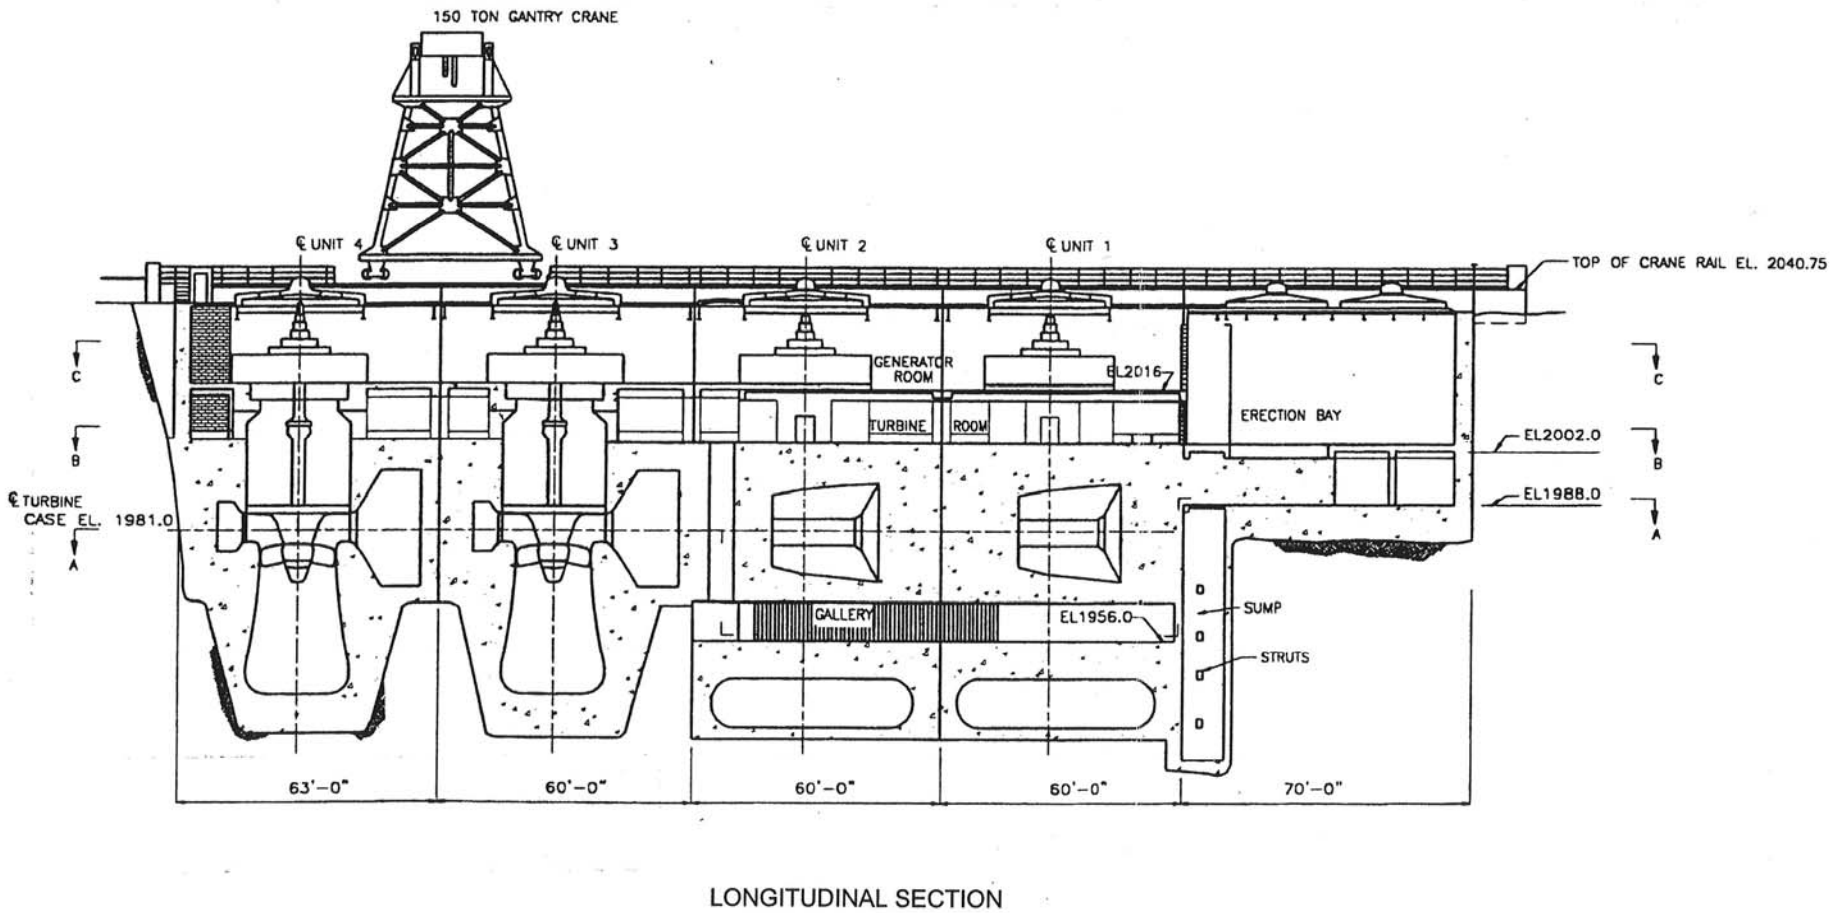 150 TON GANTRY CRANE
℄ UNIT 4
℄ UNIT 3
℄ UNIT 2
℄ UNIT 1
TOP OF CRANE RAIL EL. 2040.75
C
GENERATOR
ROOM
EL2016
C
ERECTION BAY
TURBINE ROOM
B
EL2002.0
B
℄ TURBINE
CASE EL. 1981.0
EL1988.0
A
A
GALLERY
EL1956.0
SUMP
STRUTS
63'-0"
60'-0"
60'-0"
60'-0"
70'-0"
LONGITUDINAL SECTION